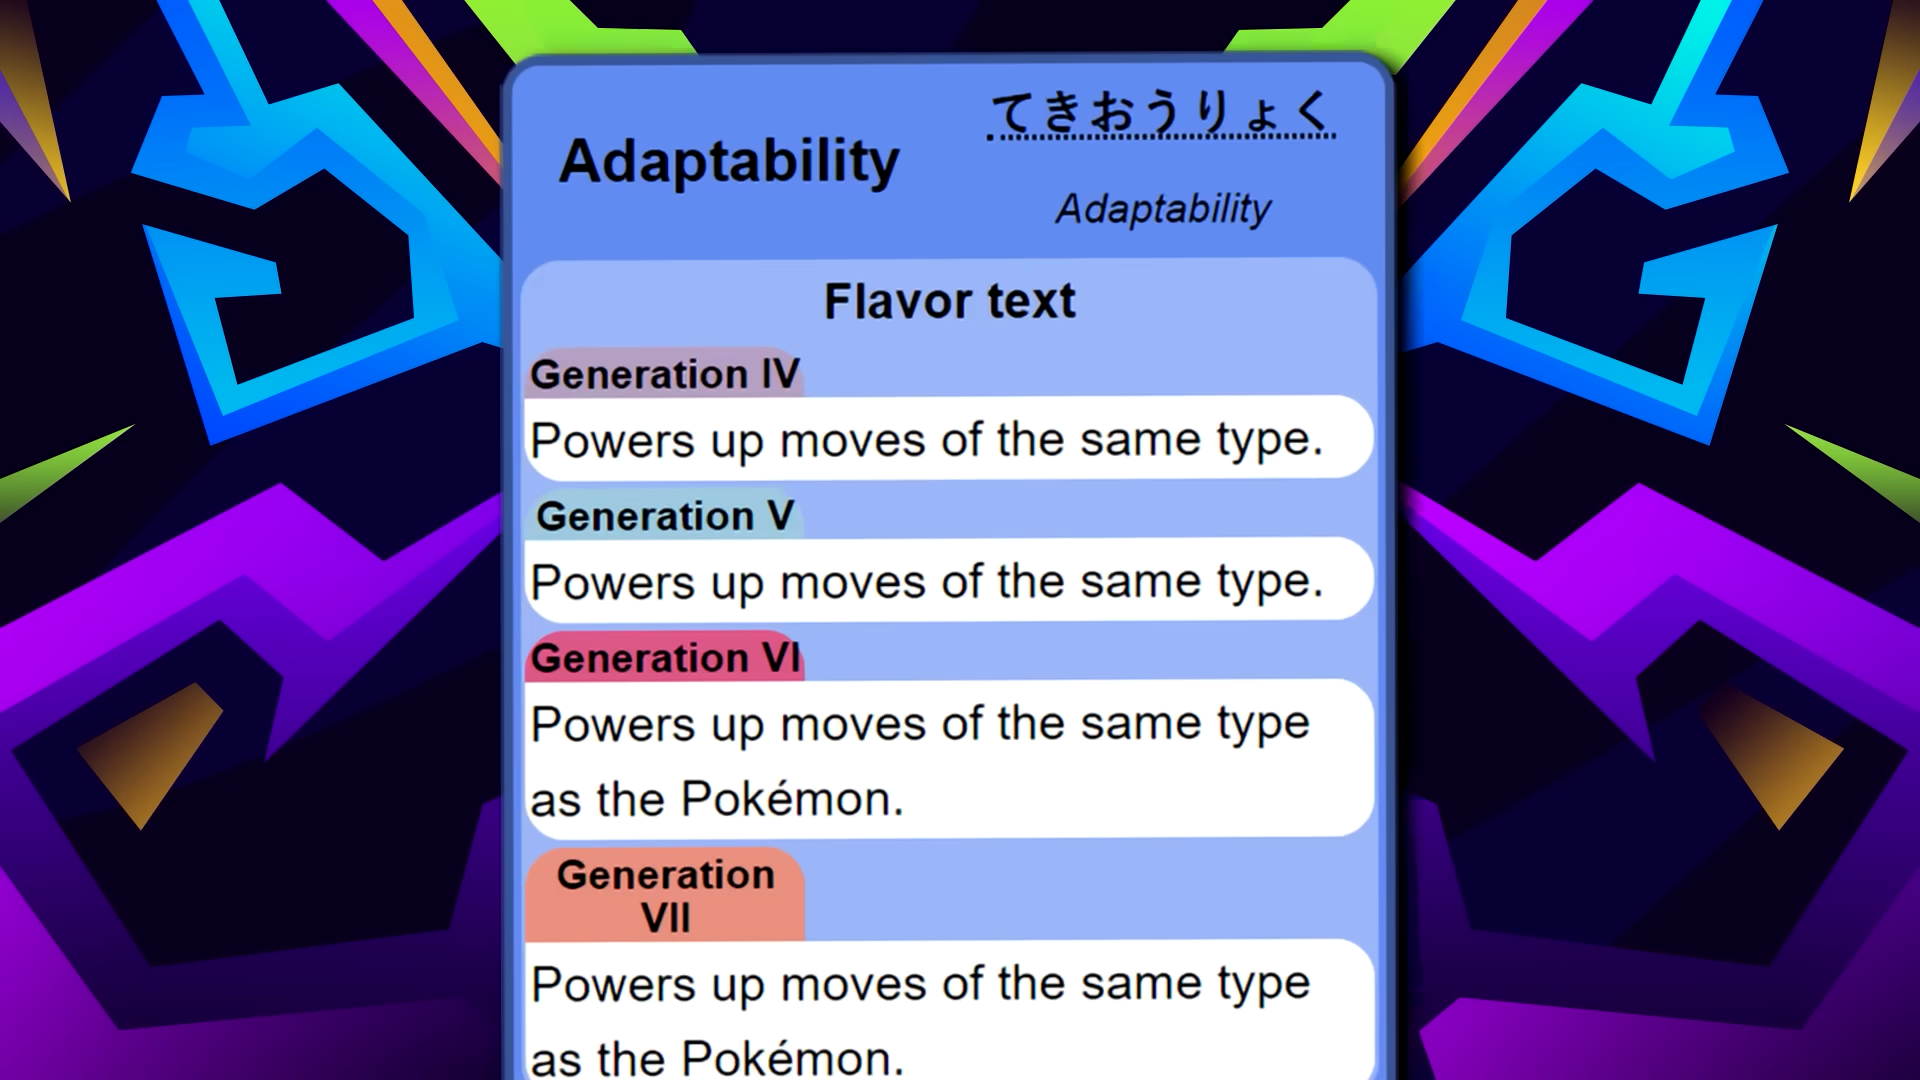 Adaptability
てきおうりょく
Adaptability
Flavor text
Generation IV
Powers up moves of the same type.
Generation V
Powers up moves of the same type.
Generation VI
Powers up moves of the same type
as the Pokémon.
Generation
VII
Powers up moves of the same type
as the Pokémon.